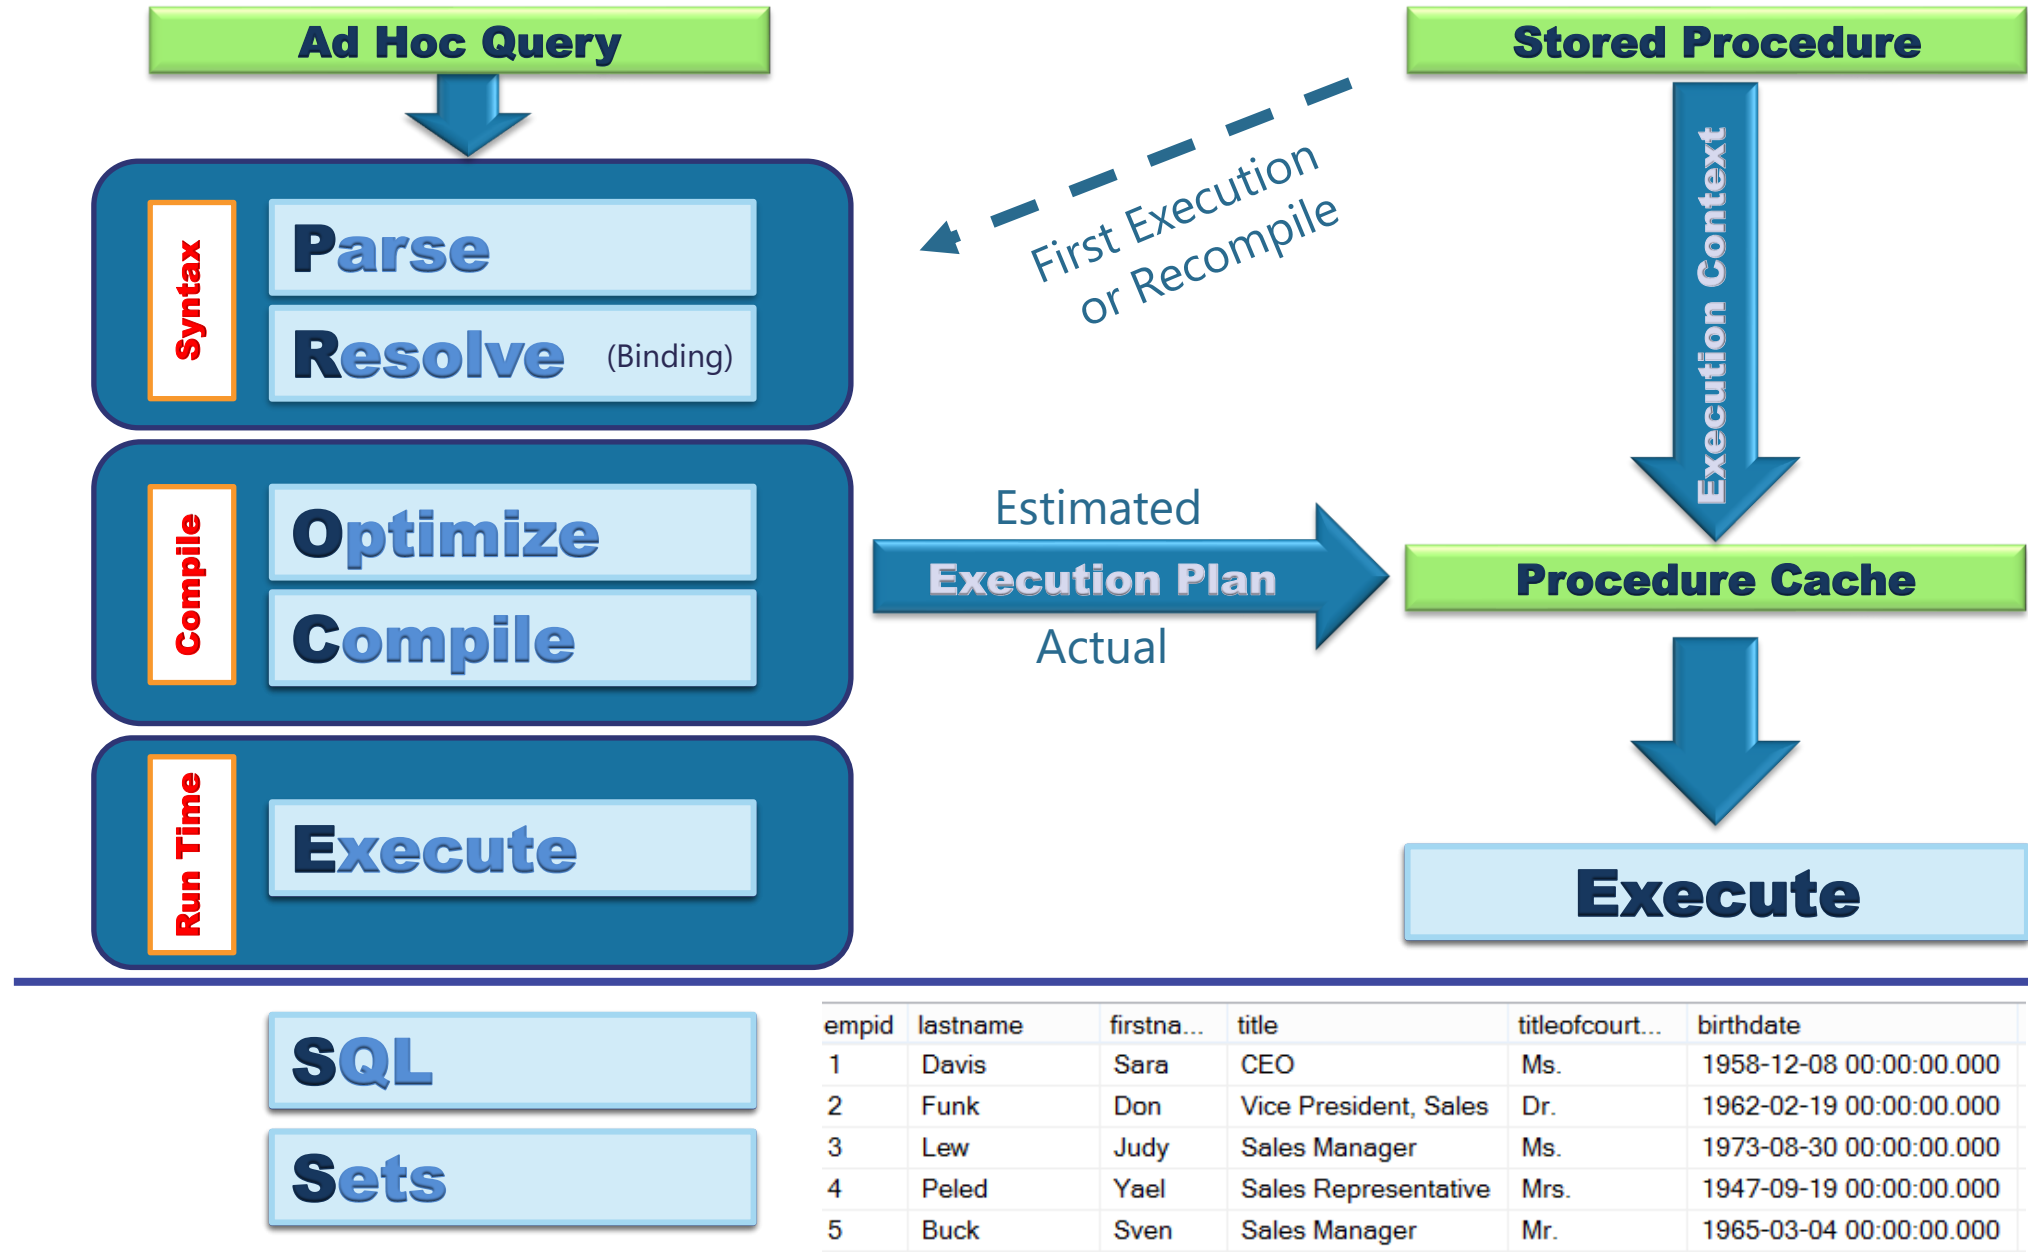 Ad Hoc Query
Stored Procedure
Syntax
Parse
Resolve (Binding)
First Execution
or Recompile
Execution Context
Compile
Optimize
Compile
Estimated
Execution Plan
Actual
Procedure Cache
Run Time
Execute
Execute
SQL
Sets
empid lastname firstna... title titleofcourt... birthdate
1 Davis Sara CEO Ms. 1958-12-08 00:00:00.000
2 Funk Don Vice President, Sales Dr. 1962-02-19 00:00:00.000
3 Lew Judy Sales Manager Ms. 1973-08-30 00:00:00.000
4 Peled Yael Sales Representative Mrs. 1947-09-19 00:00:00.000
5 Buck Sven Sales Manager Mr. 1965-03-04 00:00:00.000